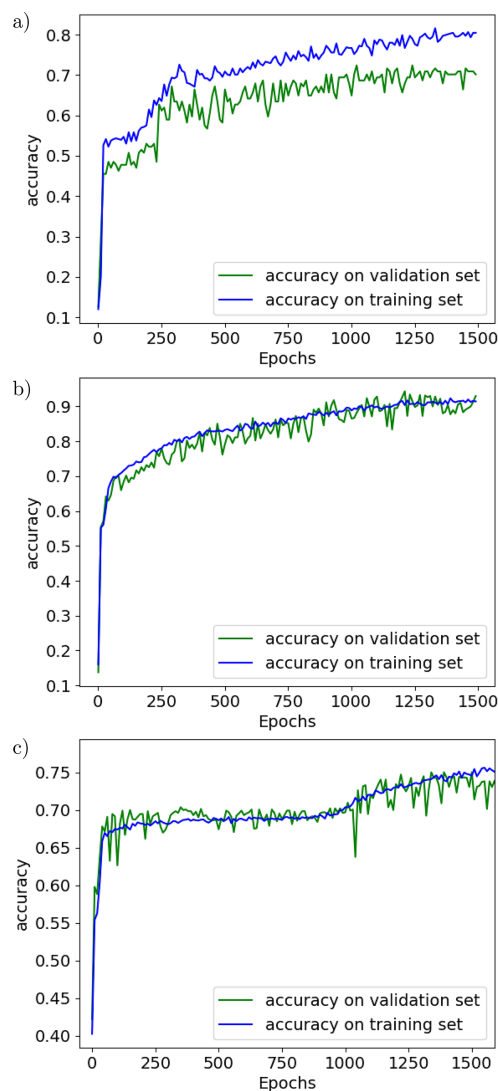 a)
0.8
0.7
0.6
0.5
0.4
0.3
0.2
0.1
accuracy
accuracy on validation set
accuracy on training set
0 250 500 750 1000 1250 1500
Epochs
b)
0.9
0.8
0.7
0.6
0.5
0.4
0.3
0.2
0.1
accuracy
accuracy on validation set
accuracy on training set
0 250 500 750 1000 1250 1500
Epochs
c)
0.75
0.70
0.65
0.60
0.55
0.50
0.45
0.40
accuracy
accuracy on validation set
accuracy on training set
0 250 500 750 1000 1250 1500
Epochs